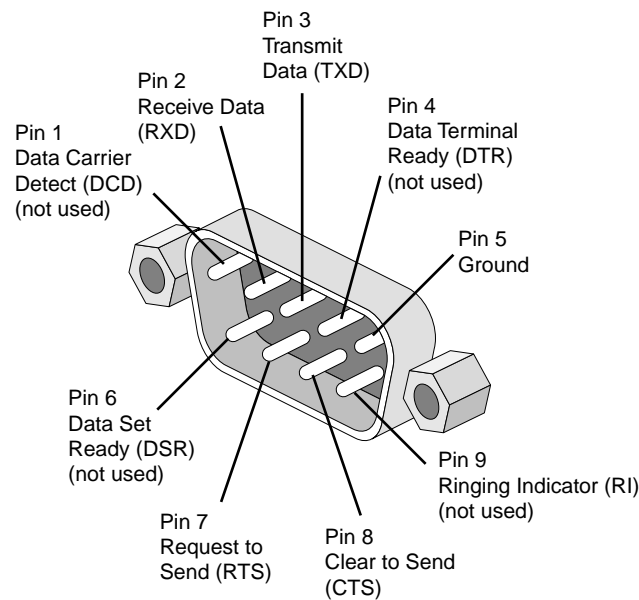 Pin 3
Transmit
Data (TXD)
Pin 2
Receive Data
(RXD)
Pin 4
Data Terminal
Ready (DTR)
(not used)
Pin 1
Data Carrier
Detect (DCD)
(not used)
Pin 5
Ground
Pin 6
Data Set
Ready (DSR)
(not used)
Pin 9
Ringing Indicator (RI)
(not used)
Pin 7
Request to
Send (RTS)
Pin 8
Clear to Send
(CTS)